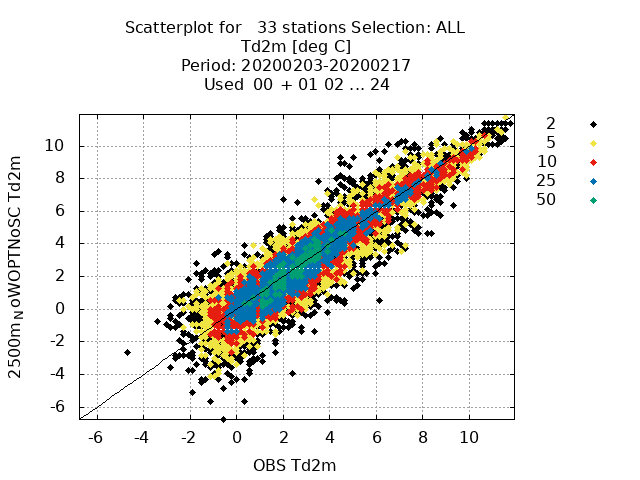 Scatterplot for 33 stations Selection: ALL
Td2m [deg C]
Period: 20200203-20200217
Used 00 + 01 02 ... 24
2
5
10
25
50
10
8
6
4
2
0
-2
-4
-6
2500m_NoWOPTNoSC Td2m
-6 -4 -2 0 2 4 6 8 10
OBS Td2m